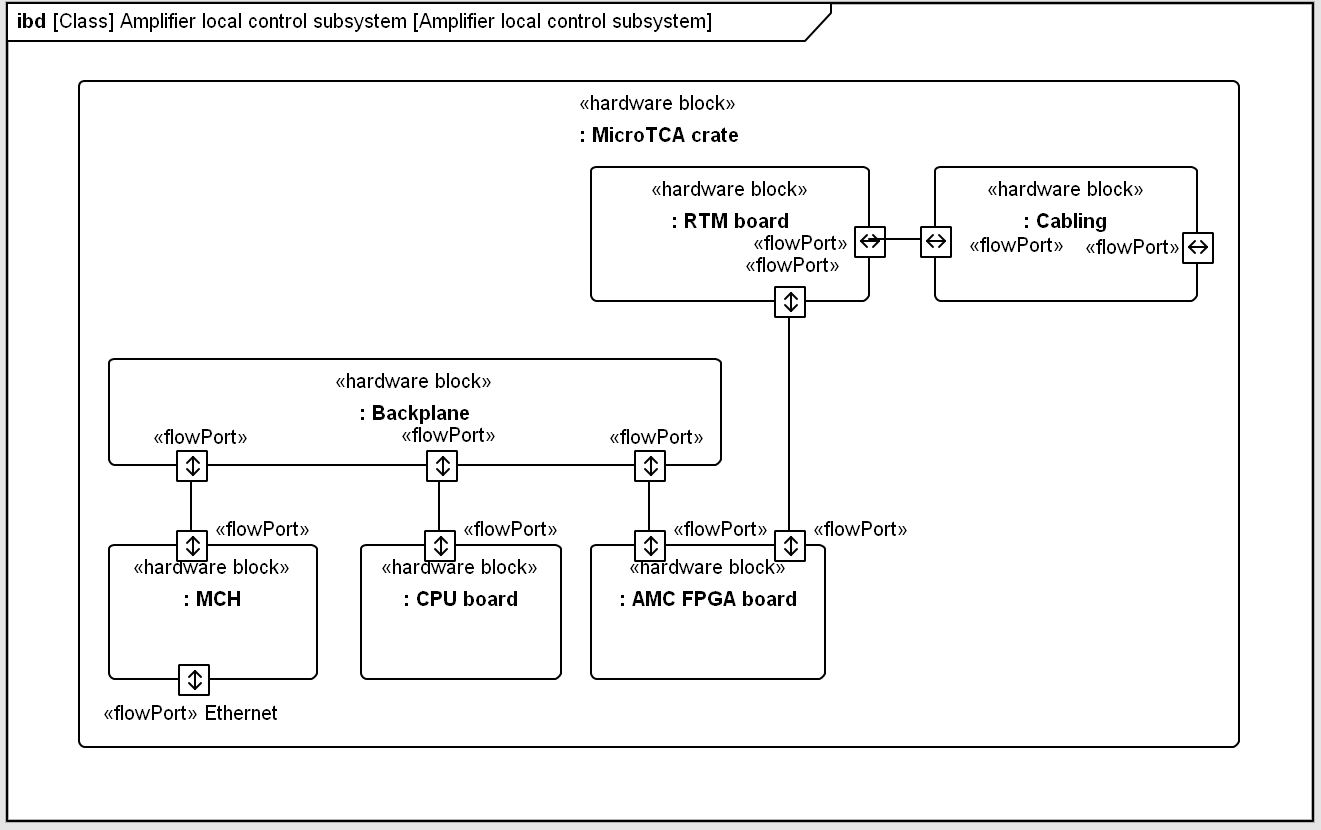 ibd [Class] Amplifier local control subsystem [Amplifier local control subsystem]
«hardware block»
: MicroTCA crate
«hardware block»
: RTM board
«flowPort»
«flowPort»
«hardware block»
: Cabling
«flowPort»
«flowPort»
«hardware block»
: Backplane
«flowPort»
«flowPort»
«flowPort»
«flowPort»
«hardware block»
: MCH
«flowPort» Ethernet
«flowPort»
«hardware block»
: CPU board
«flowPort»
«flowPort»
«hardware block»
: AMC FPGA board